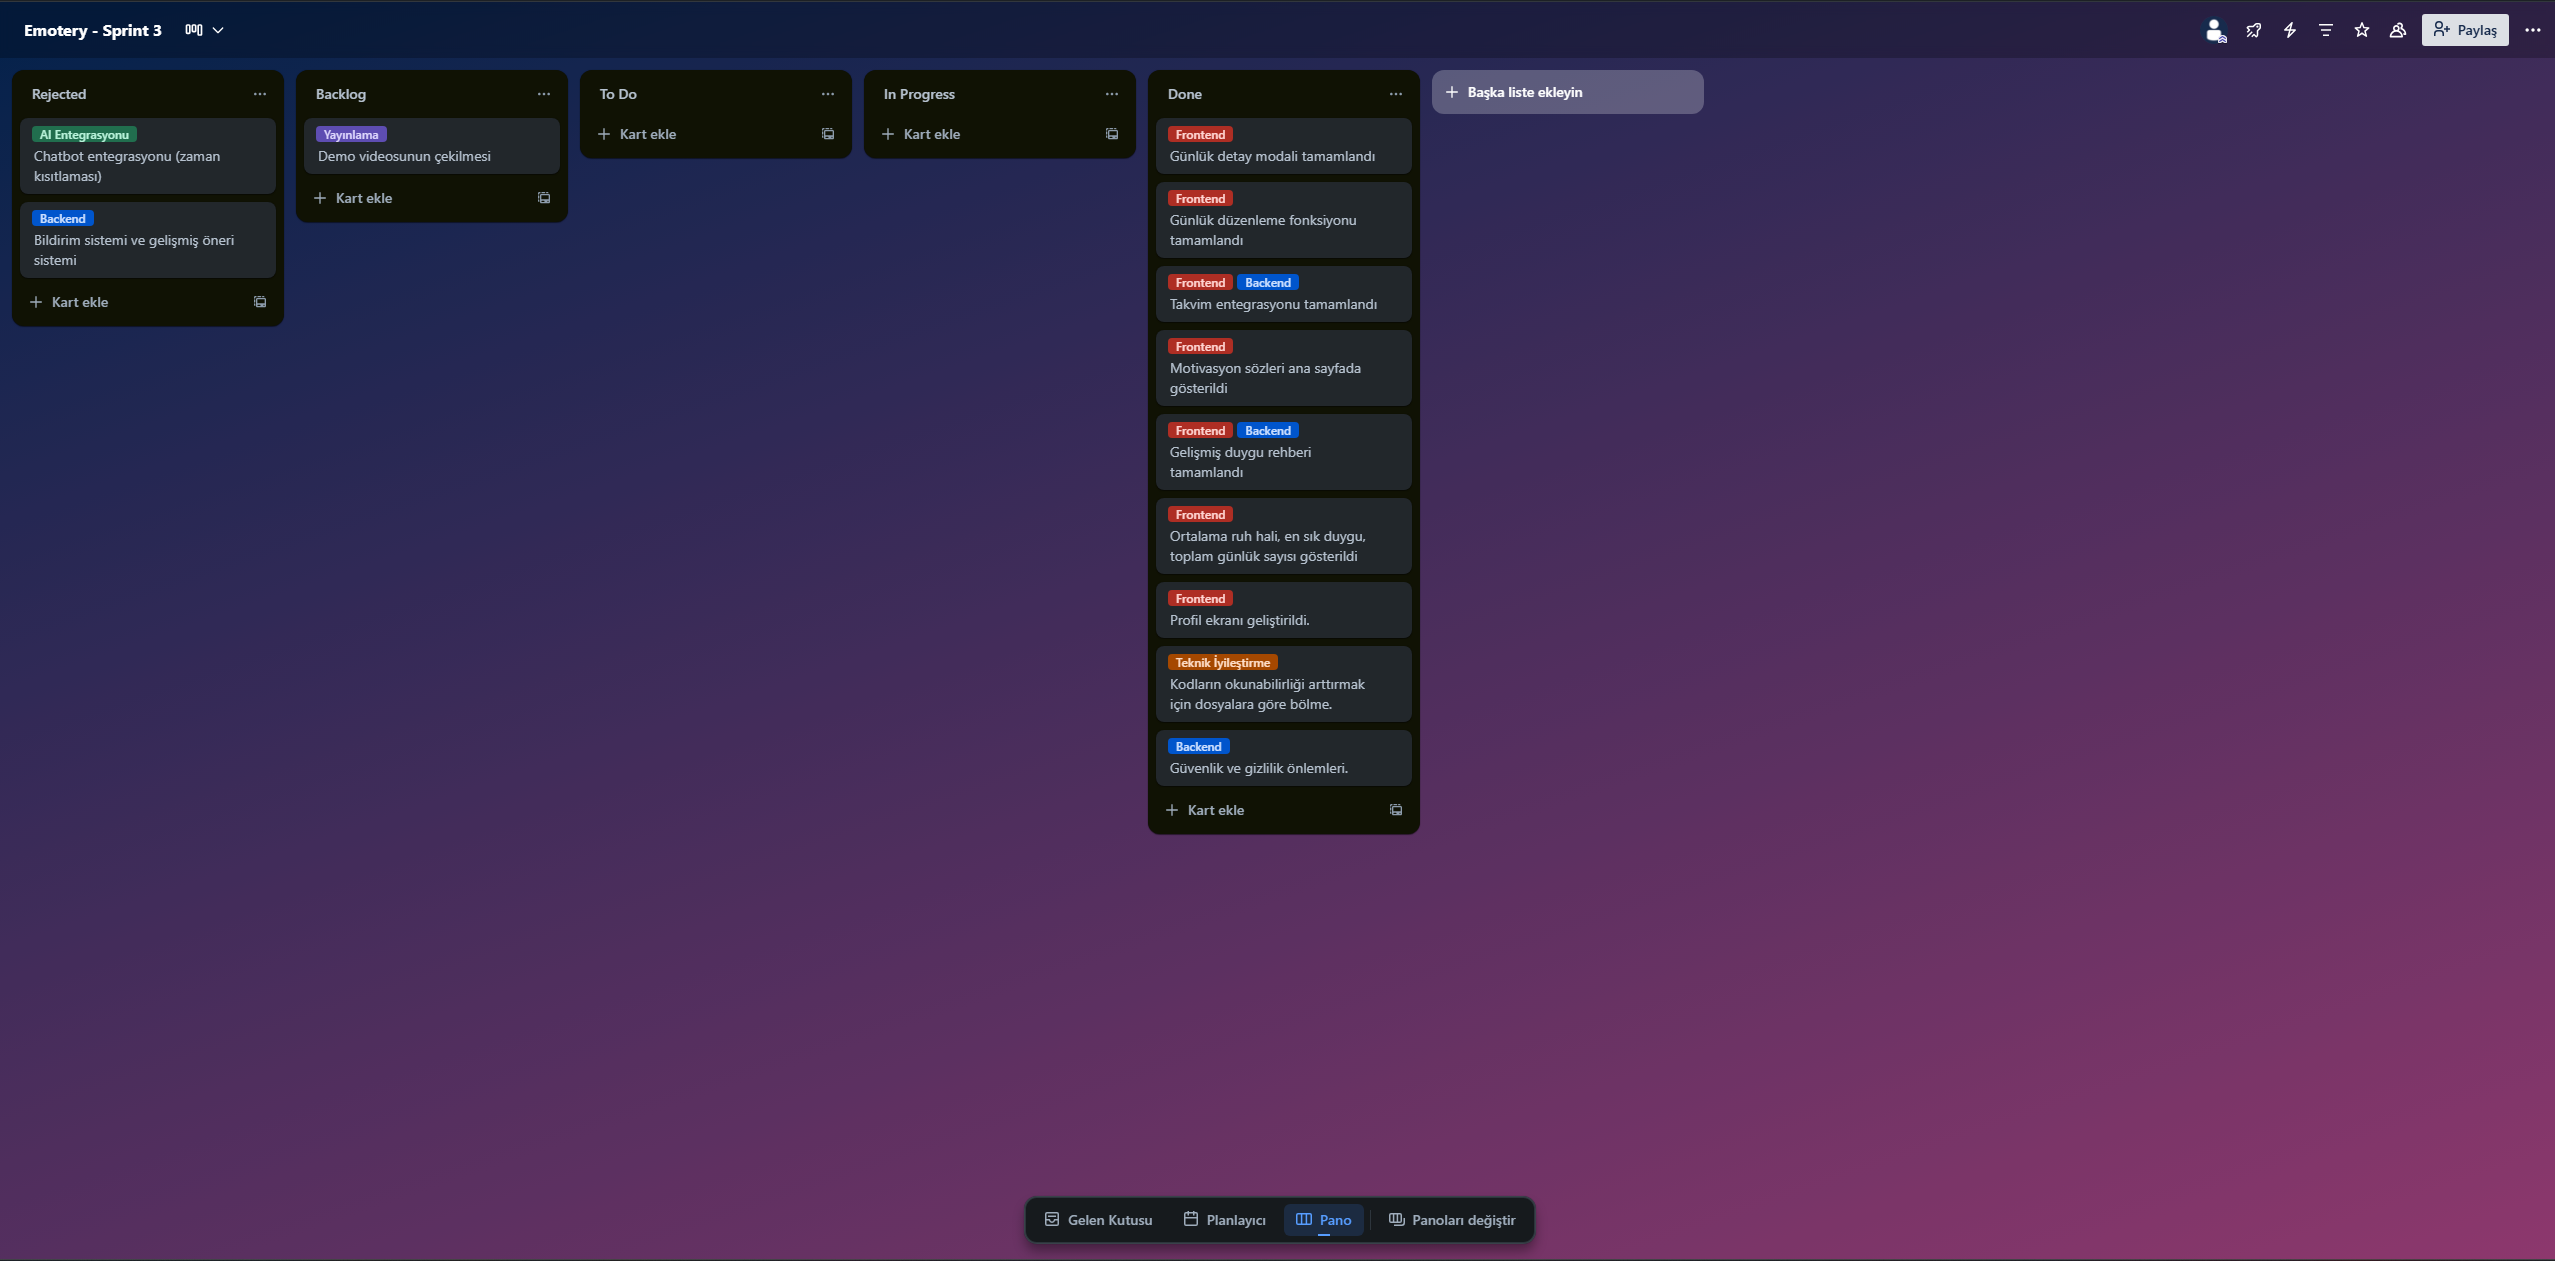 Emotery - Sprint 3
Paylaş
Rejected
AI Entegrasyonu
Chatbot entegrasyonu (zaman
kısıtlaması)
Backend
Bildirim sistemi ve gelişmiş öneri
sistemi
Kart ekle
Backlog
Yayınlama
Demo videosunun çekilmesi
Kart ekle
To Do
Kart ekle
In Progress
Kart ekle
Done
Frontend
Günlük detay modali tamamlandı
Frontend
Günlük düzenleme fonksiyonu
tamamlandı
Frontend Backend
Takvim entegrasyonu tamamlandı
Frontend
Motivasyon sözleri ana sayfada
gösterildi
Frontend Backend
Gelişmiş duygu rehberi
tamamlandı
Frontend
Ortalama ruh hali, en sık duygu,
toplam günlük sayısı gösterildi
Frontend
Profil ekranı geliştirildi.
Teknik İyileştirme
Kodların okunabilirliği arttırmak
için dosyalara göre bölme.
Backend
Güvenlik ve gizlilik önlemleri.
Kart ekle
Başka liste ekleyin
Gelen Kutusu
Planlayıcı
Pano
Panoları değiştir